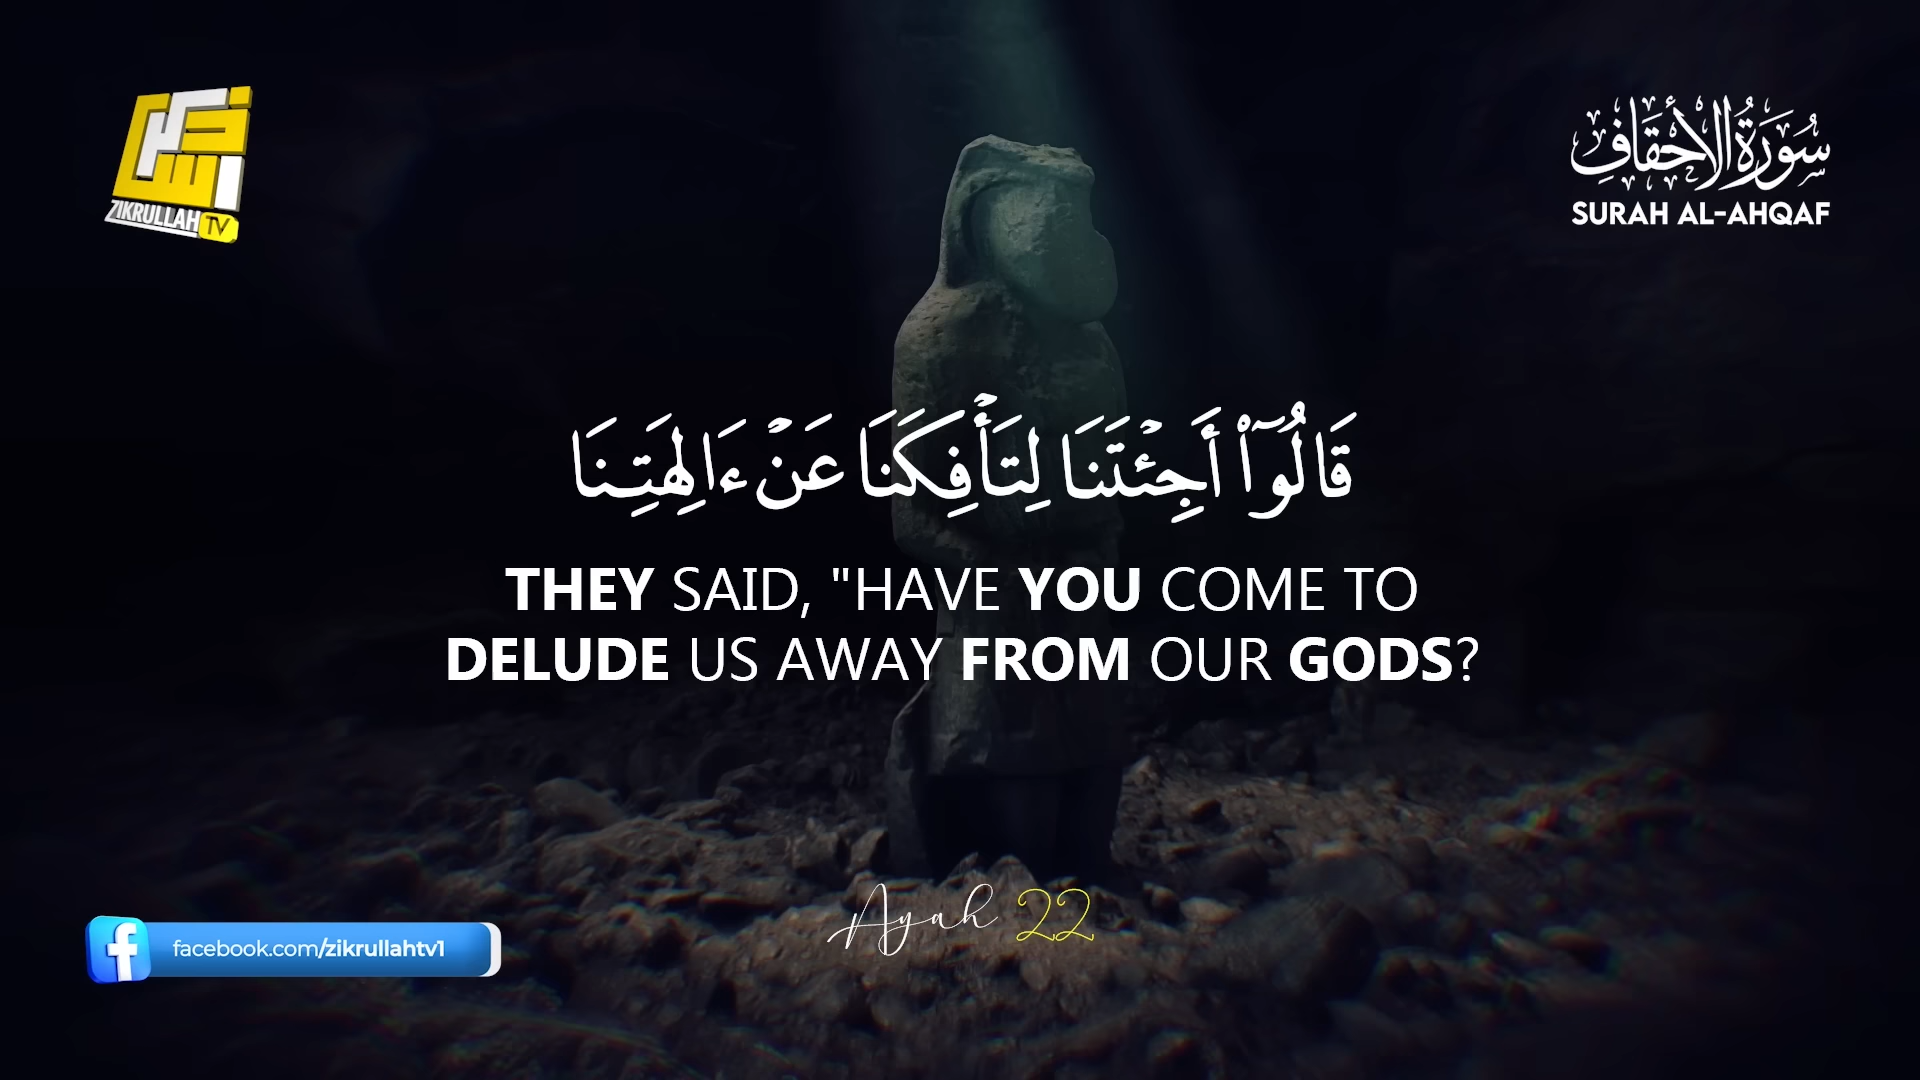 ZIKRULLAH TV
سُورَةُ الْأَحْقَافِ
SURAH AL-AHQAF
قَالُوٓا۟ أَجِئْتَنَا لِتَأْفِكَنَا عَنْ ءَالِهَتِنَا
THEY SAID, "HAVE YOU COME TO
DELUDE US AWAY FROM OUR GODS?
Ayah 22
facebook.com/zikrullahtv1